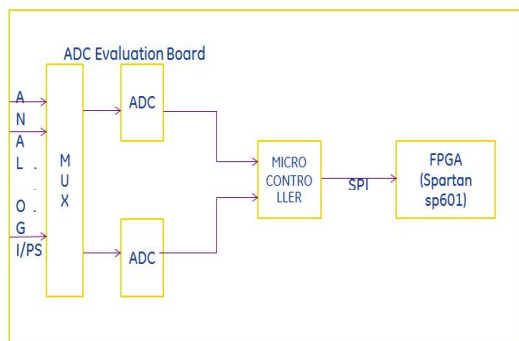 ADC Evaluation Board
A
N
A
L .
O .
G
I/PS
M
U
X
ADC
ADC
MICRO
CONTRO
LLER
SPI
FPGA
(Spartan
sp601)